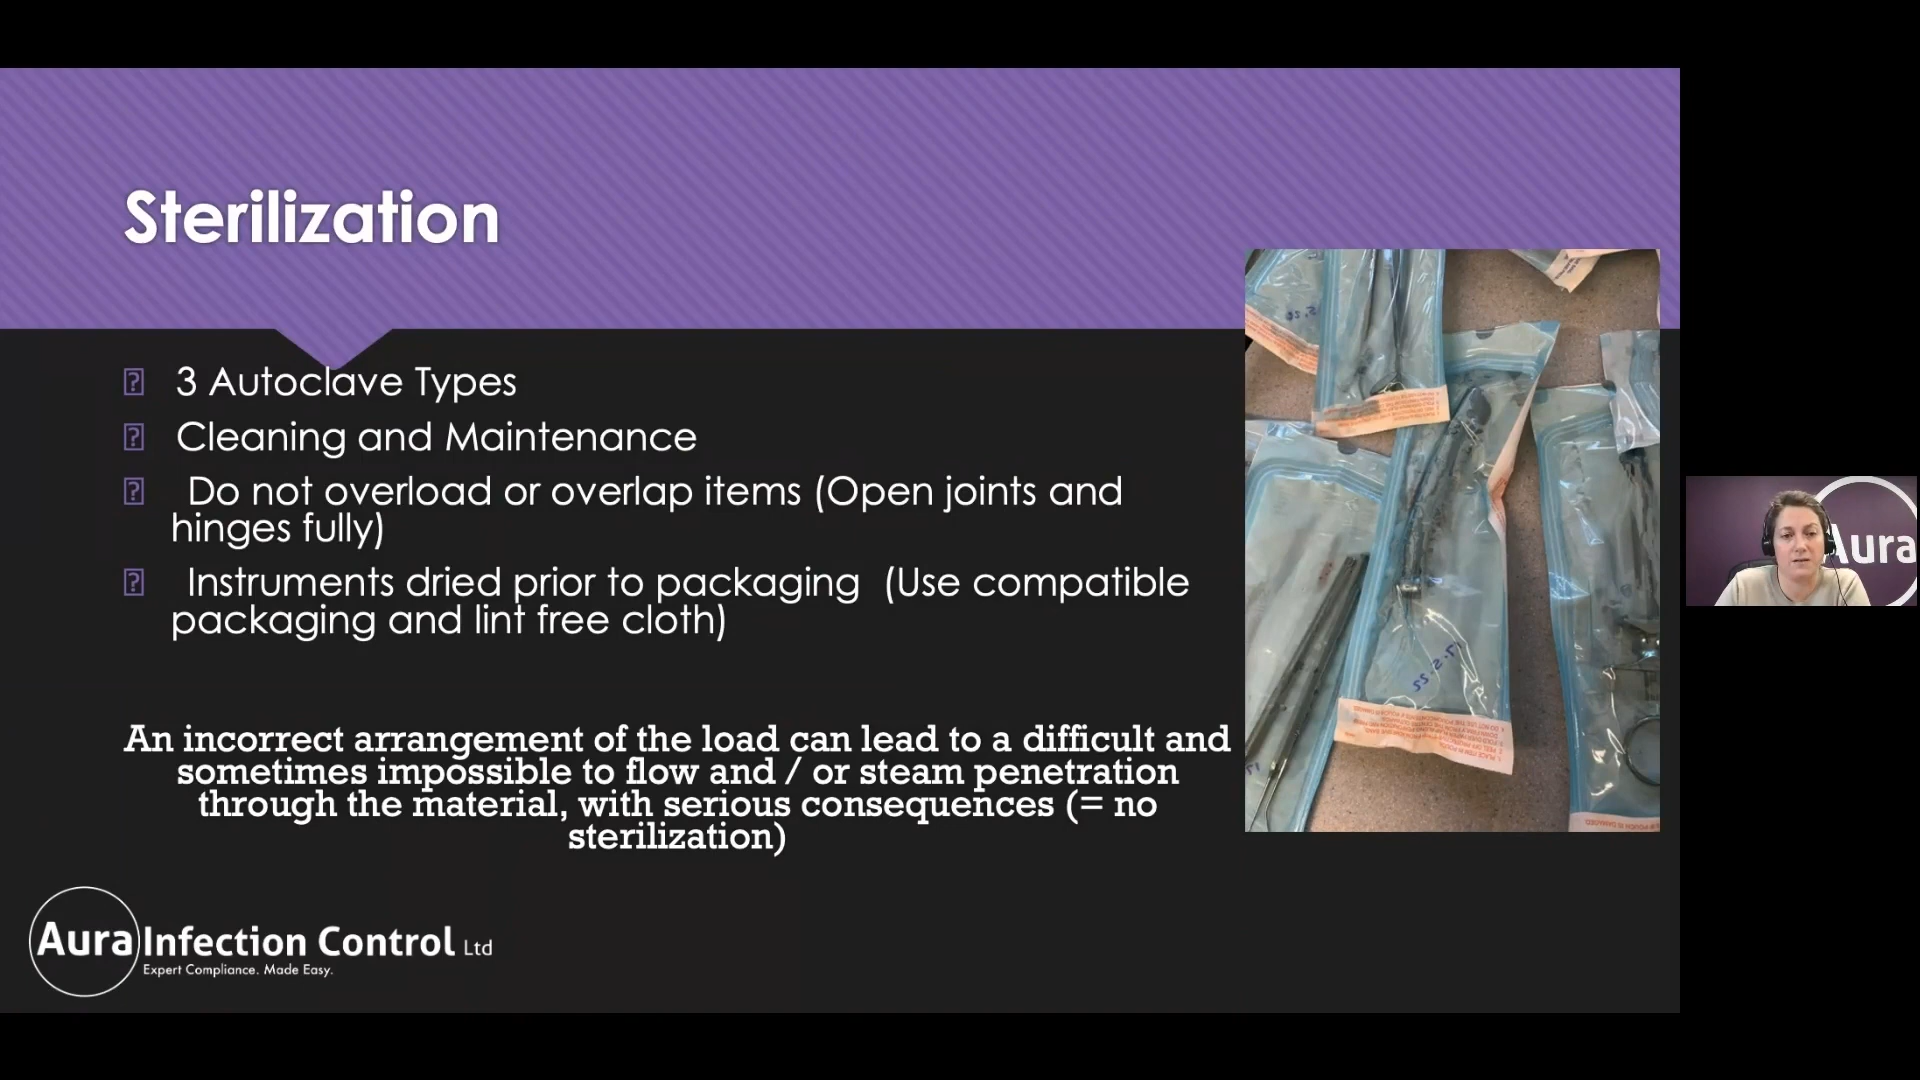 Sterilization
3 Autoclave Types
Cleaning and Maintenance
Do not overload or overlap items (Open joints and
hinges fully)
Instruments dried prior to packaging (Use compatible
packaging and lint free cloth)
An incorrect arrangement of the load can lead to a difficult and
sometimes impossible to flow and / or steam penetration
through the material, with serious consequences (= no
sterilization)
Aura Infection Control Ltd
Expert Compliance. Made Easy.
Aura